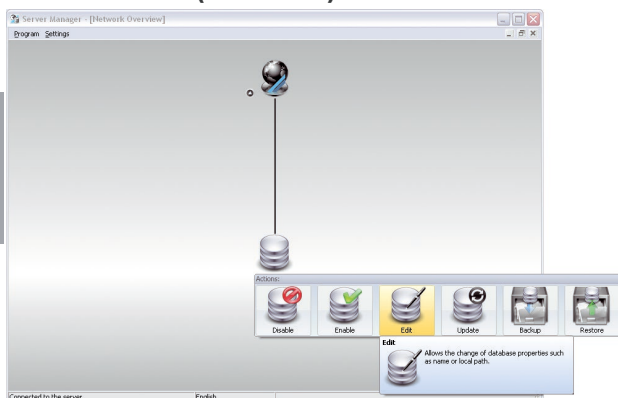 Server Manager - [Network Overview]
Program Settings
Actions:
Disable Enable Edit Update Backup Restore
Edit
Allows the change of database properties such
as name or local path.
Connected to the server English